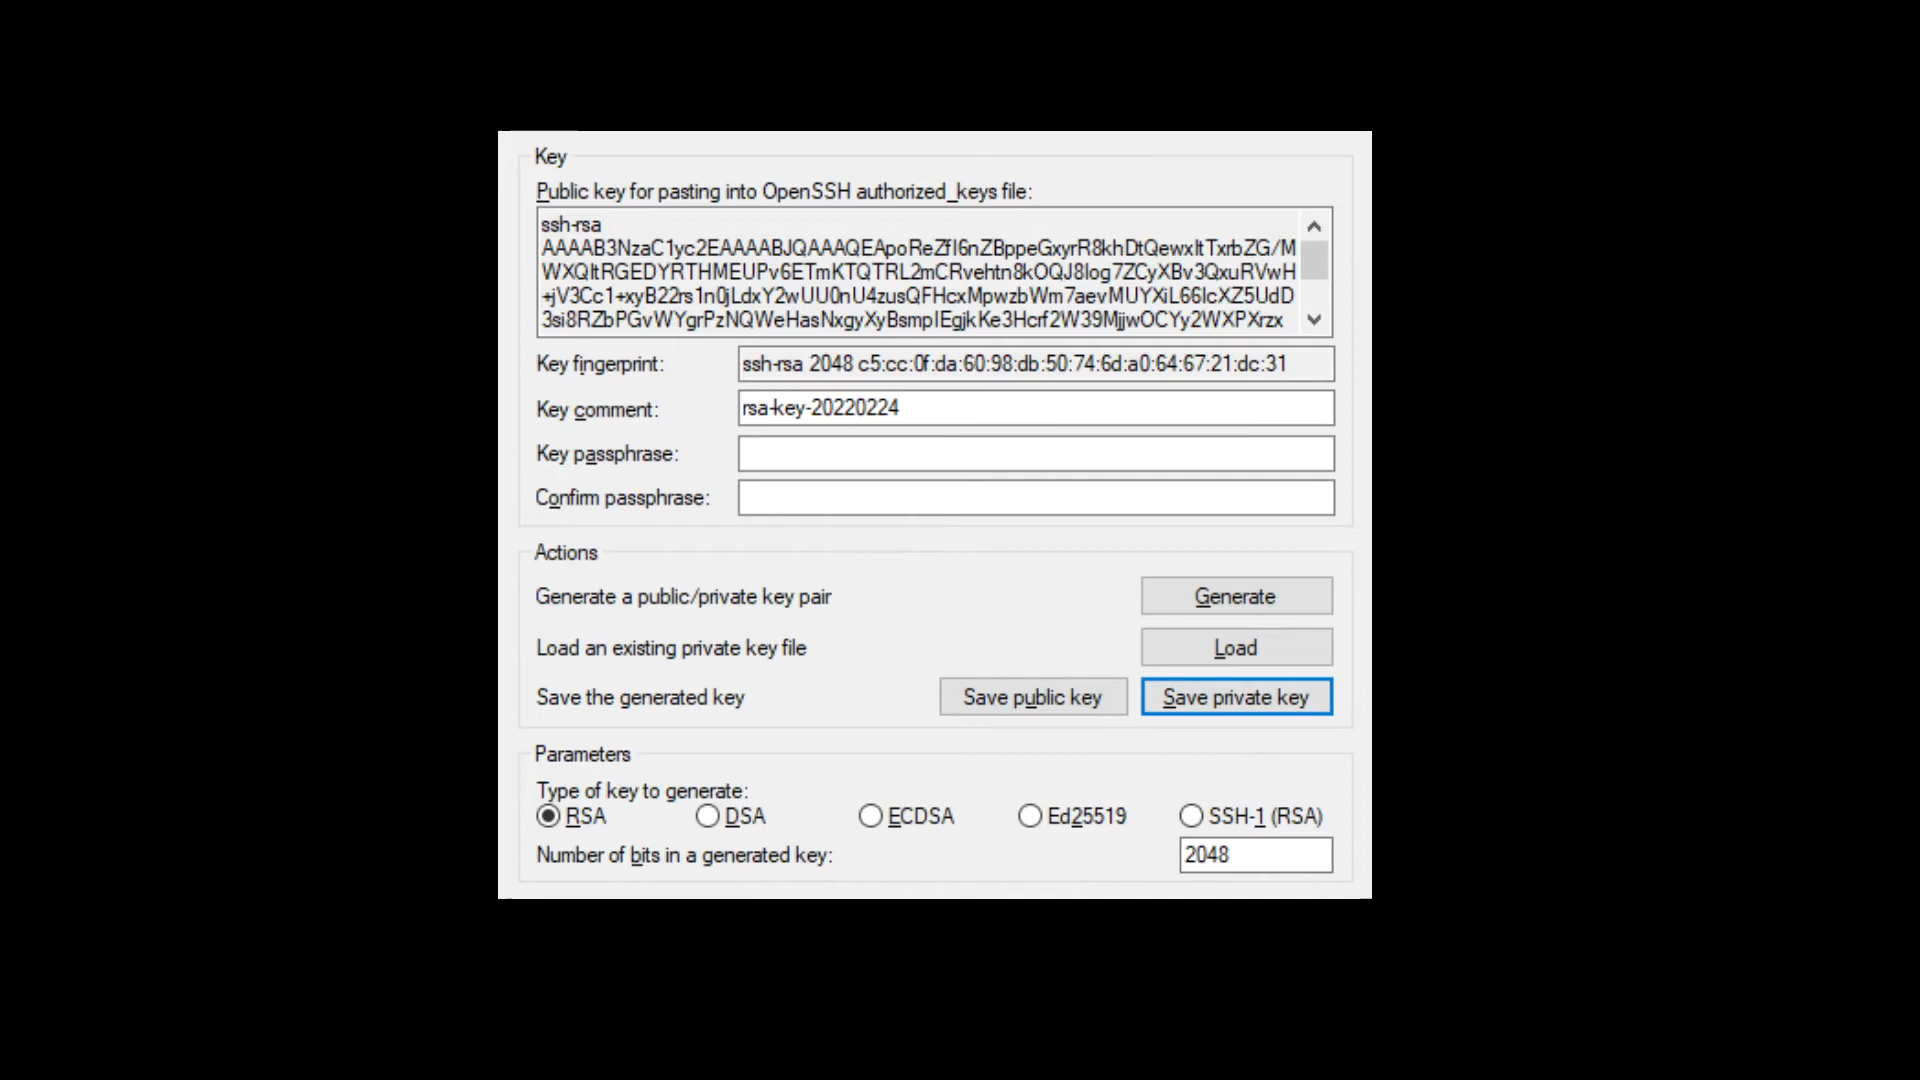 Key
Public key for pasting into OpenSSH authorized_keys file:
ssh-rsa
AAAAB3NzaC1yc2EAAAABJQAAAQEApoReZfI6nZBppeGxyrR8khDtQewxItTxrbZG/M
WXQItRGEDYRTHMEUPv6ETmKTQTRL2mCRvehtn8kOQJ8log7ZCyXBv3QxuRVwH
+jV3Cc1+xyB22rs1n0jLdxY2wUU0nU4zusQFHcxMpwzbWm7aevMUYXiL66IcXZ5UdD
3si8RZbPGvWYgrPzNQWeHasNxgyXyBsmpIEgjkKe3Hcrf2W39MjjwOCYy2WXPXrzx
Key fingerprint: ssh-rsa 2048 c5:cc:0f:da:60:98:db:50:74:6d:a0:64:67:21:dc:31
Key comment: rsa-key-20220224
Key passphrase:
Confirm passphrase:
Actions
Generate a public/private key pair Generate
Load an existing private key file Load
Save the generated key Save public key Save private key
Parameters
Type of key to generate:
RSA DSA ECDSA Ed25519 SSH-1 (RSA)
Number of bits in a generated key: 2048